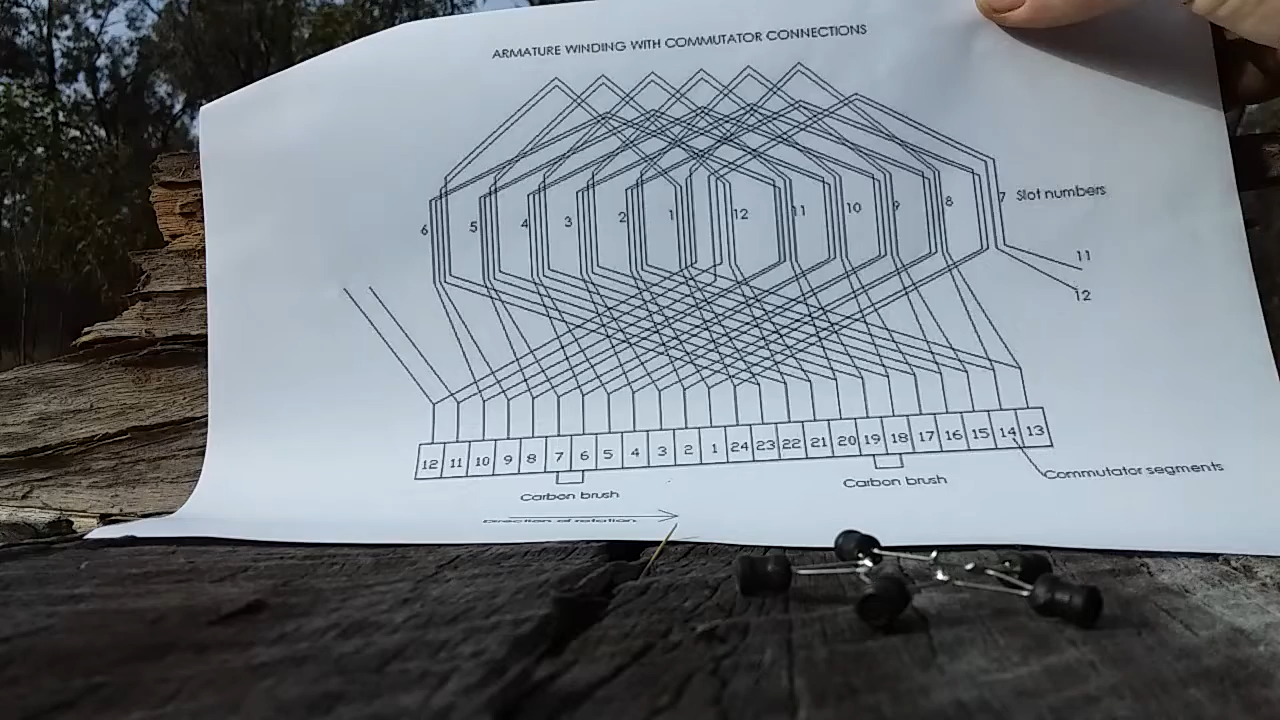 ARMATURE WINDING WITH COMMUTATOR CONNECTIONS
6 5 4 3 2 1 12 11 10 9 8 7 Slot numbers
11
12
12 11 10 9 8 7 6 5 4 3 2 1 24 23 22 21 20 19 18 17 16 15 14 13
Carbon brush Carbon brush Commutator segments
Direction of rotation